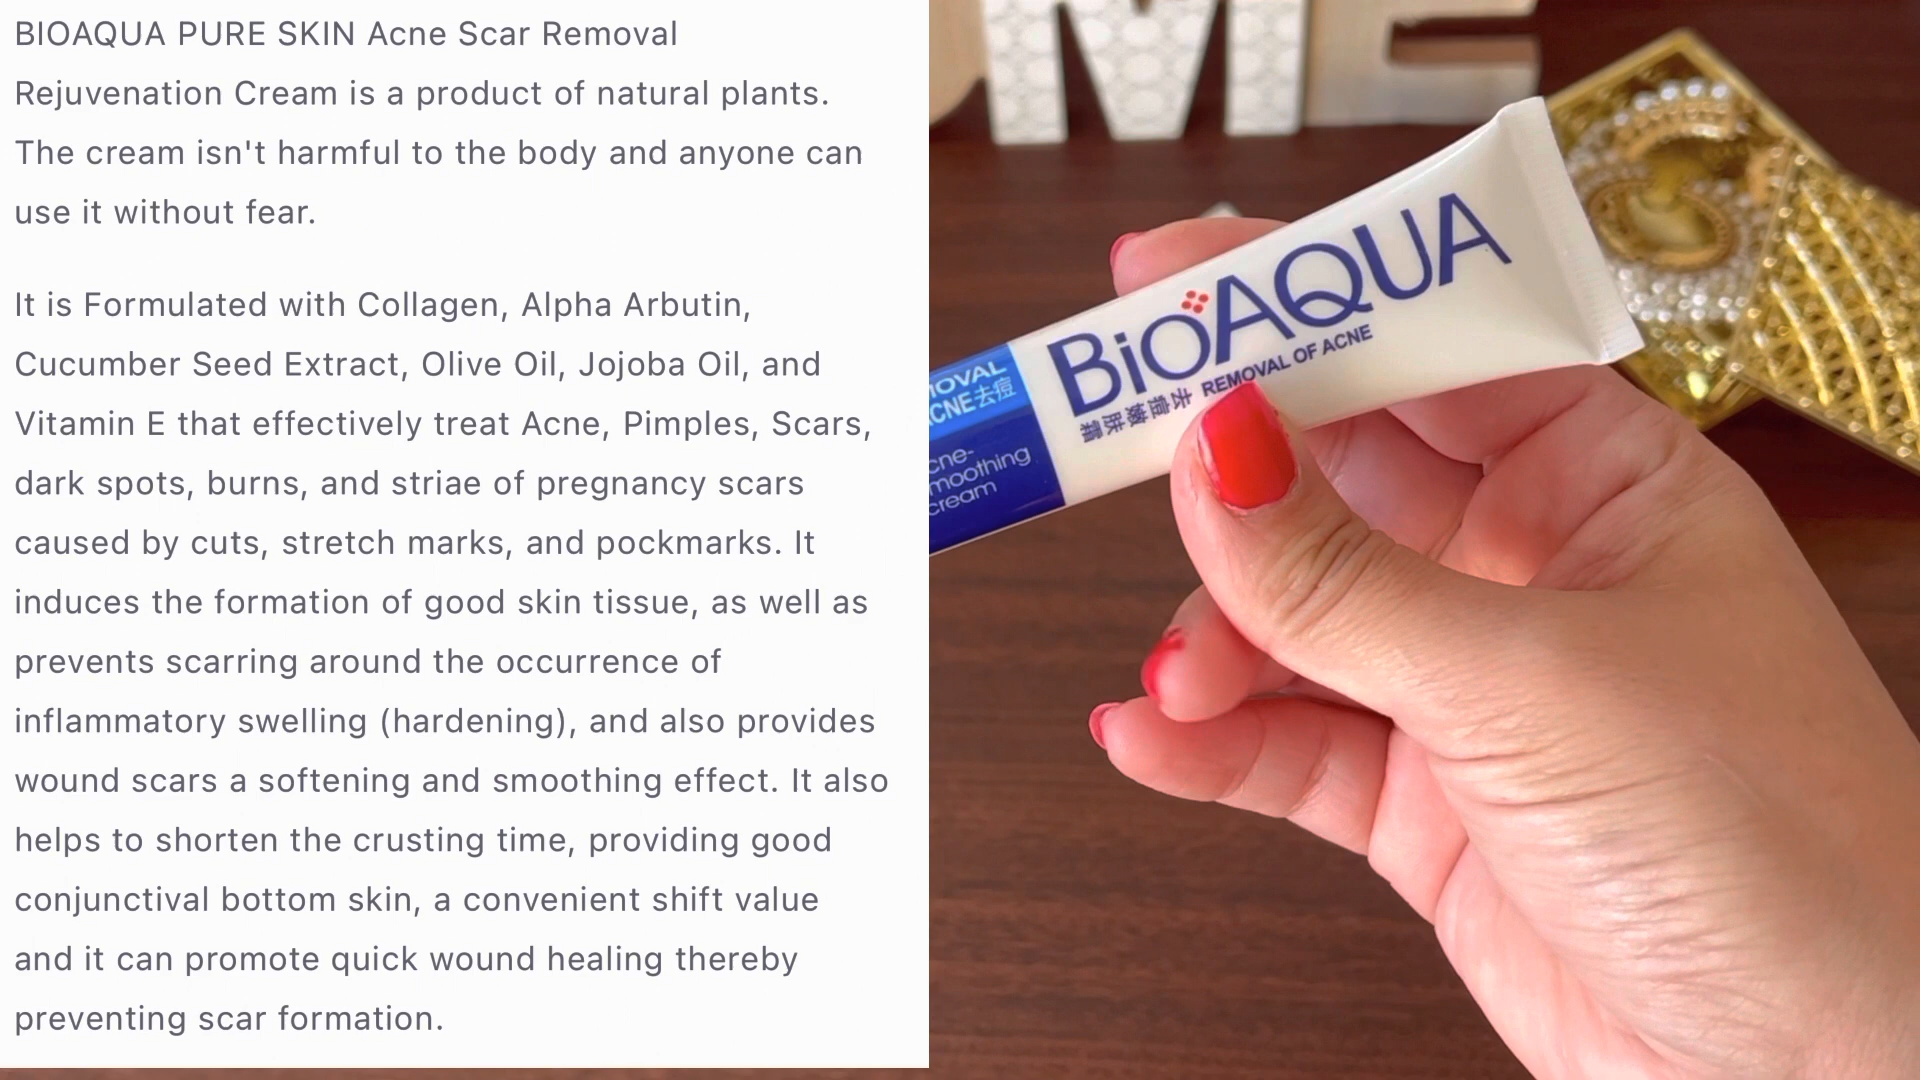 BIOAQUA PURE SKIN Acne Scar Removal
Rejuvenation Cream is a product of natural plants.
The cream isn't harmful to the body and anyone can
use it without fear.
It is Formulated with Collagen, Alpha Arbutin,
Cucumber Seed Extract, Olive Oil, Jojoba Oil, and
Vitamin E that effectively treat Acne, Pimples, Scars,
dark spots, burns, and striae of pregnancy scars
caused by cuts, stretch marks, and pockmarks. It
induces the formation of good skin tissue, as well as
prevents scarring around the occurrence of
inflammatory swelling (hardening), and also provides
wound scars a softening and smoothing effect. It also
helps to shorten the crusting time, providing good
conjunctival bottom skin, a convenient shift value
and it can promote quick wound healing thereby
preventing scar formation.
ME
BIOAQUA
霜肤嫩痘去 REMOVAL OF ACNE
MOVAL
CNE去痘
cne-
moothing
cream